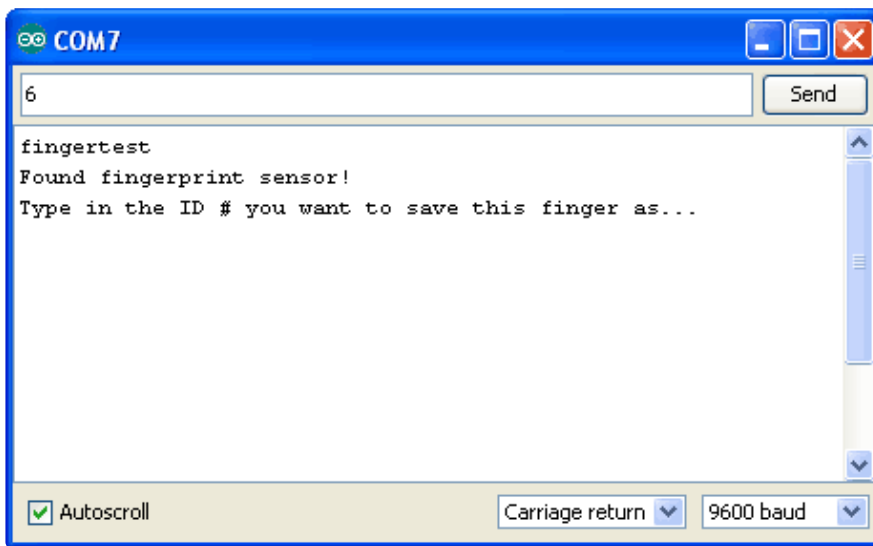 COM7
6
Send
fingertest
Found fingerprint sensor!
Type in the ID # you want to save this finger as...
Autoscroll
Carriage return
9600 baud